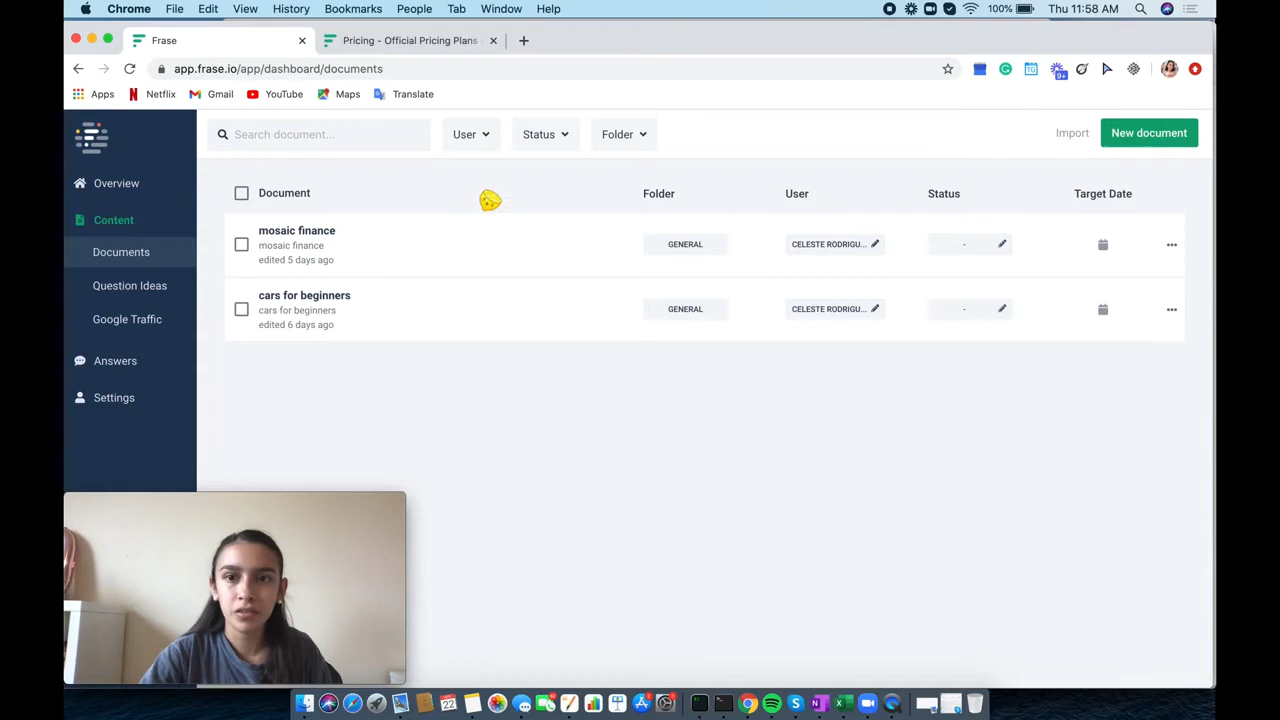 Chrome File Edit View History Bookmarks People Tab Window Help 100% Thu 11:58 AM
Frase Pricing - Official Pricing Plans
app.frase.io/app/dashboard/documents 9+
Apps Netflix Gmail YouTube Maps Translate
Search document... User Status Folder Import New document
Overview
Content
Documents
Question Ideas
Google Traffic
Answers
Settings
Document Folder User Status Target Date
mosaic finance
mosaic finance GENERAL CELESTE RODRIGU... -
edited 5 days ago
cars for beginners
cars for beginners GENERAL CELESTE RODRIGU... -
edited 6 days ago